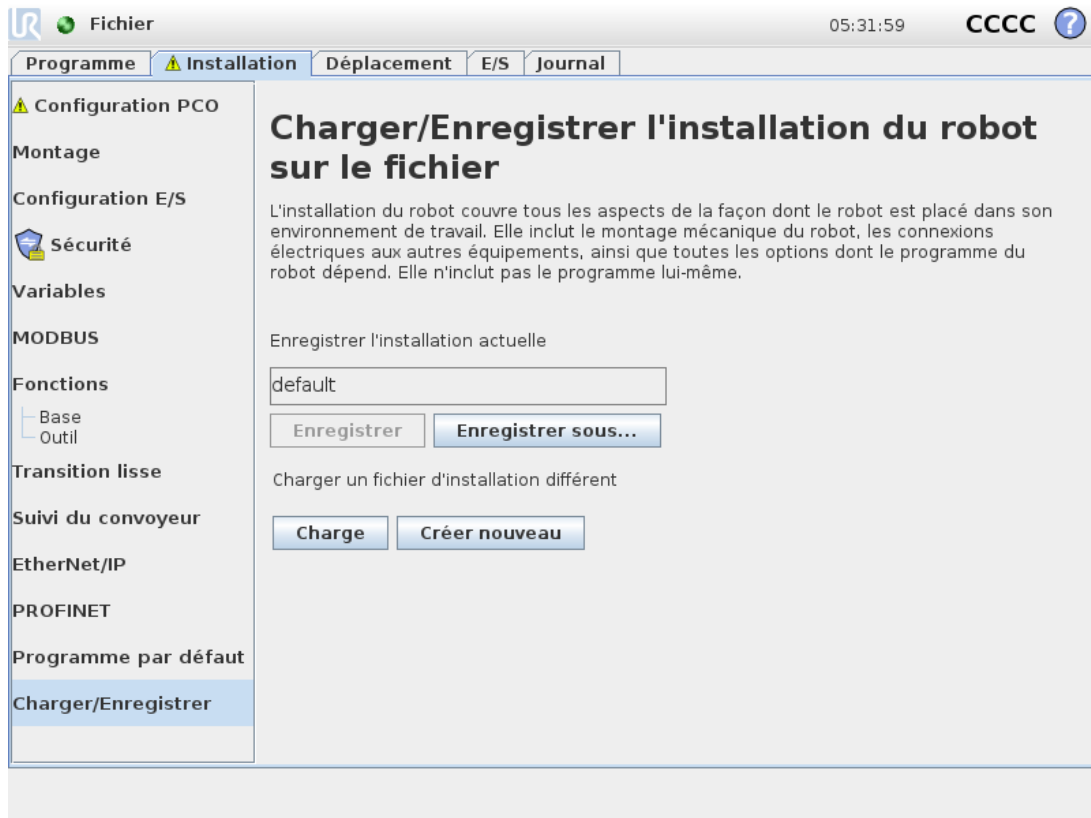 Fichier
05:31:59
CCCC
?
Programme
Installation
Déplacement
E/S
Journal
Configuration PCO
Montage
Configuration E/S
Sécurité
Variables
MODBUS
Fonctions
Base
Outil
Transition lisse
Suivi du convoyeur
EtherNet/IP
PROFINET
Programme par défaut
Charger/Enregistrer
Charger/Enregistrer l'installation du robot
sur le fichier
L'installation du robot couvre tous les aspects de la façon dont le robot est placé dans son
environnement de travail. Elle inclut le montage mécanique du robot, les connexions
électriques aux autres équipements, ainsi que toutes les options dont le programme du
robot dépend. Elle n'inclut pas le programme lui-même.
Enregistrer l'installation actuelle
default
Enregistrer
Enregistrer sous...
Charger un fichier d'installation différent
Charge
Créer nouveau